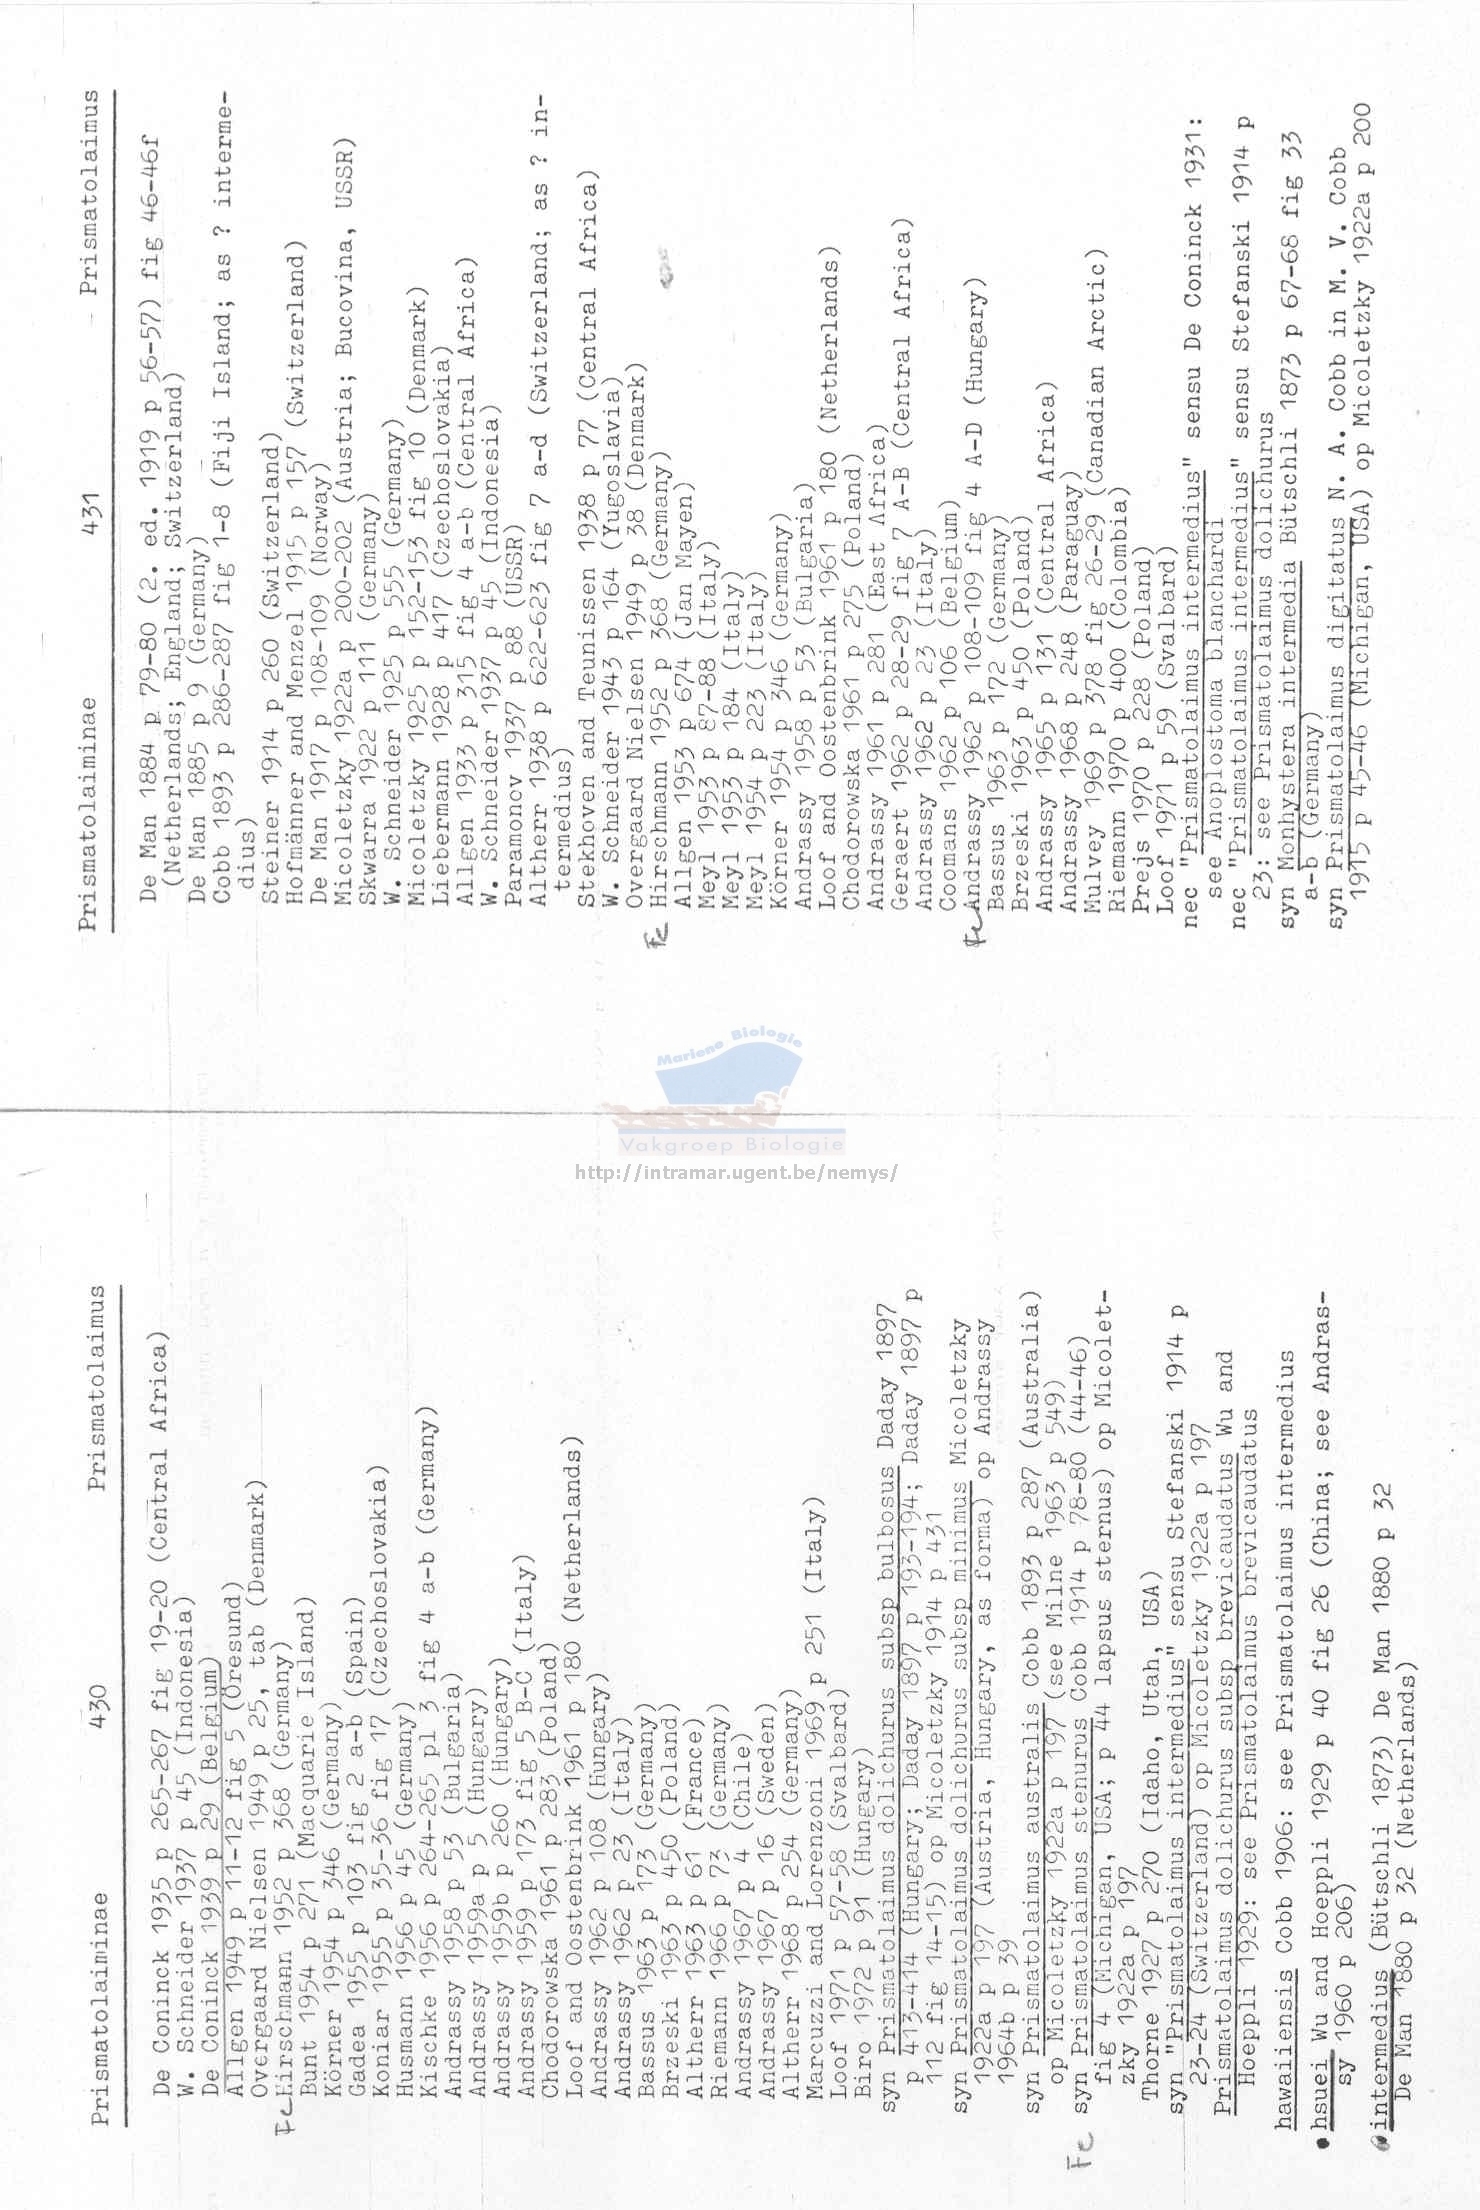 Prismatolaiminae 430 Prismatolaimus
De Coninck 1935 p 265-267 fig 19-20 (Central Africa)
W. Schneider 1937 p 45 (Indonesia)
De Coninck 1939 p 29 (Belgium)
Allgen 1949 p 11-12 fig 5 (Öresund)
Overgaard Nielsen 1949 p 25, tab (Denmark)
Fc Hirschmann 1952 p 368 (Germany)
Bunt 1954 p 271 (Macquarie Island)
Körner 1954 p 346 (Germany)
Gadea 1955 p 103 fig 2 a-b (Spain)
Koniar 1955 p 35-36 fig 17 (Czechoslovakia)
Husmann 1956 p 45 (Germany)
Kischke 1956 p 264-265 pl 3 fig 4 a-b (Germany)
Andrassy 1958 p 53 (Bulgaria)
Andrassy 1959a p 5 (Hungary)
Andrassy 1959b p 260 (Hungary)
Andrassy 1959 p 173 fig 5 B-C (Italy)
Chodorowska 1961 p 283 (Poland)
Loof and Oostenbrink 1961 p 180 (Netherlands)
Andrassy 1962 p 108 (Hungary)
Andrassy 1962 p 23 (Italy)
Bassus 1963 p 173 (Germany)
Brzeski 1963 p 450 (Poland)
Altherr 1963 p 61 (France)
Riemann 1966 p 73 (Germany)
Andrassy 1967 p 4 (Chile)
Andrassy 1967 p 16 (Sweden)
Altherr 1968 p 254 (Germany)
Marcuzzi and Lorenzoni 1969 p 251 (Italy)
Loof 1971 p 57-58 (Svalbard)
Biro 1972 p 91 (Hungary)
syn Prismatolaimus dolichurus subsp bulbosus Daday 1897
p 413-414 (Hungary; Daday 1897 p 193-194; Daday 1897 p
112 fig 14-15) op Micoletzky 1914 p 431
syn Prismatolaimus dolichurus subsp minimus Micoletzky
1922a p 197 (Austria, Hungary, as forma) op Andrassy
1964b p 39
syn Prismatolaimus australis Cobb 1893 p 287 (Australia)
op Micoletzky 1922a p 197 (see Milne 1963 p 549)
Fc syn Prismatolaimus stenurus Cobb 1914 p 78-80 (44-46)
fig 4 (Michigan, USA; p 44 lapsus sternus) op Micolet-
zky 1922a p 197
Thorne 1927 p 270 (Idaho, Utah, USA)
syn "Prismatolaimus intermedius" sensu Stefanski 1914 p
23-24 (Switzerland) op Micoletzky 1922a p 197
Prismatolaimus dolichurus subsp brevicaudatus Wu and
Hoeppli 1929: see Prismatolaimus brevicaudatus
hawaiiensis Cobb 1906: see Prismatolaimus intermedius
hsuei Wu and Hoeppli 1929 p 40 fig 26 (China; see Andras-
sy 1960 p 206)
intermedius (Bütschli 1873) De Man 1880 p 32
De Man 1880 p 32 (Netherlands)
Prismatolaiminae 431 Prismatolaimus
De Man 1884 p 79-80 (2. ed. 1919 p 56-57) fig 46-46f
(Netherlands; England; Switzerland)
De Man 1885 p 9 (Germany)
Cobb 1893 p 286-287 fig 1-8 (Fiji Island; as ? interme-
dius)
Steiner 1914 p 260 (Switzerland)
Hofmänner and Menzel 1915 p 157 (Switzerland)
De Man 1917 p 108-109 (Norway)
Micoletzky 1922a p 200-202 (Austria; Bucovina, USSR)
Skwarra 1922 p 111 (Germany)
W. Schneider 1925 p 555 (Germany)
Micoletzky 1925 p 152-153 fig 10 (Denmark)
Liebermann 1928 p 417 (Czechoslovakia)
Allgen 1933 p 315 fig 4 a-b (Central Africa)
W. Schneider 1937 p 45 (Indonesia)
Paramonov 1937 p 88 (USSR)
Altherr 1938 p 622-623 fig 7 a-d (Switzerland; as ? in-
termedius)
Stekhoven and Teunissen 1938 p 77 (Central Africa)
W. Schneider 1943 p 164 (Yugoslavia)
Overgaard Nielsen 1949 p 38 (Denmark)
Fc Hirschmann 1952 p 368 (Germany)
Allgen 1953 p 674 (Jan Mayen)
Meyl 1953 p 87-88 (Italy)
Meyl 1953 p 184 (Italy)
Meyl 1954 p 223 (Italy)
Körner 1954 p 346 (Germany)
Andrassy 1958 p 53 (Bulgaria)
Loof and Oostenbrink 1961 p 180 (Netherlands)
Chodorowska 1961 p 275 (Poland)
Andrassy 1961 p 281 (East Africa)
Geraert 1962 p 28-29 fig 7 A-B (Central Africa)
Andrassy 1962 p 23 (Italy)
Coomans 1962 p 106 (Belgium)
Fc Andrassy 1962 p 108-109 fig 4 A-D (Hungary)
Bassus 1963 p 172 (Germany)
Brzeski 1963 p 450 (Poland)
Andrassy 1965 p 131 (Central Africa)
Andrassy 1968 p 248 (Paraguay)
Mulvey 1969 p 378 fig 26-29 (Canadian Arctic)
Riemann 1970 p 400 (Colombia)
Prejs 1970 p 228 (Poland)
Loof 1971 p 59 (Svalbard)
nec "Prismatolaimus intermedius" sensu De Coninck 1931:
see Anoplostoma blanchardi
nec "Prismatolaimus intermedius" sensu Stefanski 1914 p
23: see Prismatolaimus dolichurus
syn Monhystera intermedia Bütschli 1873 p 67-68 fig 33
a-b (Germany)
syn Prismatolaimus digitatus N. A. Cobb in M. V. Cobb
1915 p 45-46 (Michigan, USA) op Micoletzky 1922a p 200
Mariene Biologie
Vakgroep Biologie
http://intramar.ugent.be/nemys/